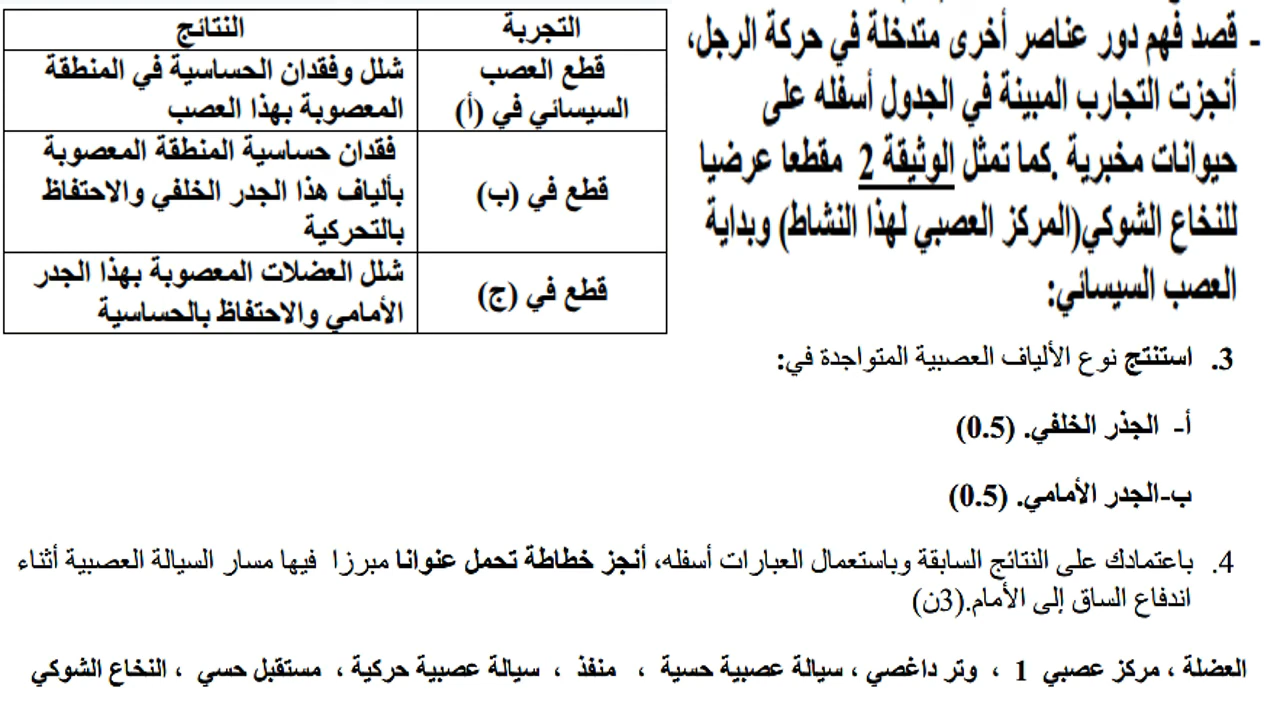 - قصد فهم دور عناصر أخرى متدخلة في حركة الرجل،
أنجزت التجارب المبينة في الجدول أسفله على
حيوانات مخبرية .كما تمثل الوثيقة 2 مقطعا عرضيا
للنخاع الشوكي(المركز العصبي لهذا النشاط) وبداية
العصب السيسائي:
التجربة
النتائج
قطع العصب
السيسائي في (أ)
شلل وفقدان الحساسية في المنطقة
المعصوبة بهذا العصب
قطع في (ب)
فقدان حساسية المنطقة المعصوبة
بألياف هذا الجدر الخلفي والاحتفاظ
بالتحركية
قطع في (ج)
شلل العضلات المعصوبة بهذا الجدر
الأمامي والاحتفاظ بالحساسية
3. استنتج نوع الألياف العصبية المتواجدة في:
أ- الجذر الخلفي. (0.5)
ب-الجدر الأمامي. (0.5)
4. باعتمادك على النتائج السابقة وباستعمال العبارات أسفله، أنجز خطاطة تحمل عنوانا مبرزا فيها مسار السيالة العصبية أثناء
اندفاع الساق إلى الأمام.(3ن)
العضلة ، مركز عصبي 1 ، وتر داغصي ، سيالة عصبية حسية ، منفذ ، سيالة عصبية حركية ، مستقبل حسي ، النخاع الشوكي